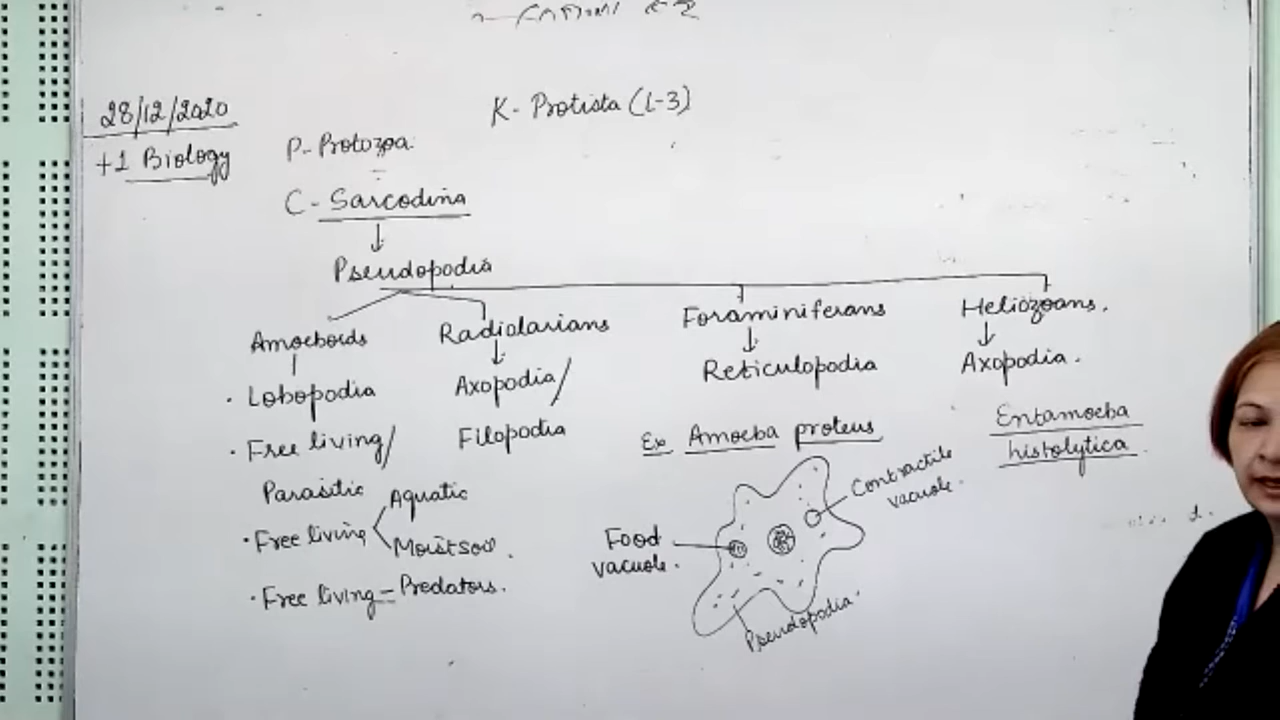 28/12/2020
+1 Biology
K- Protista (L-3)
P- Protozoa
C- Sarcodina
↓
Pseudopodia
Amoeboids
Radiolarians
Foraminiferans
Heliozoans.
· Lobopodia
↓
Axopodia/
Filopodia
↓
Reticulopodia
↓
Axopodia.
· Free living/
Parasitic
· Free living
Aquatic
Moist soil.
· Free living = Predators.
Ex Amoeba proteus
Entamoeba
histolytica
Contractile
vacuole.
Food
vacuole.
Pseudopodia.